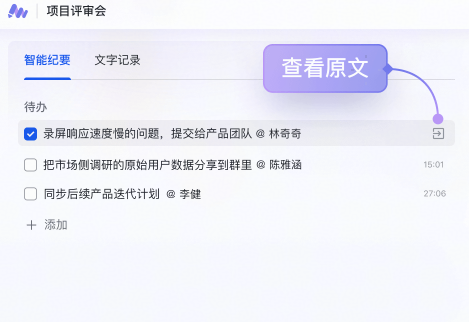 项目评审会
智能纪要 文字记录
查看原文
待办
录屏响应速度慢的问题，提交给产品团队 @ 林奇奇
把市场侧调研的原始用户数据分享到群里 @ 陈雅涵 15:01
同步后续产品迭代计划 @ 李健 27:06
添加